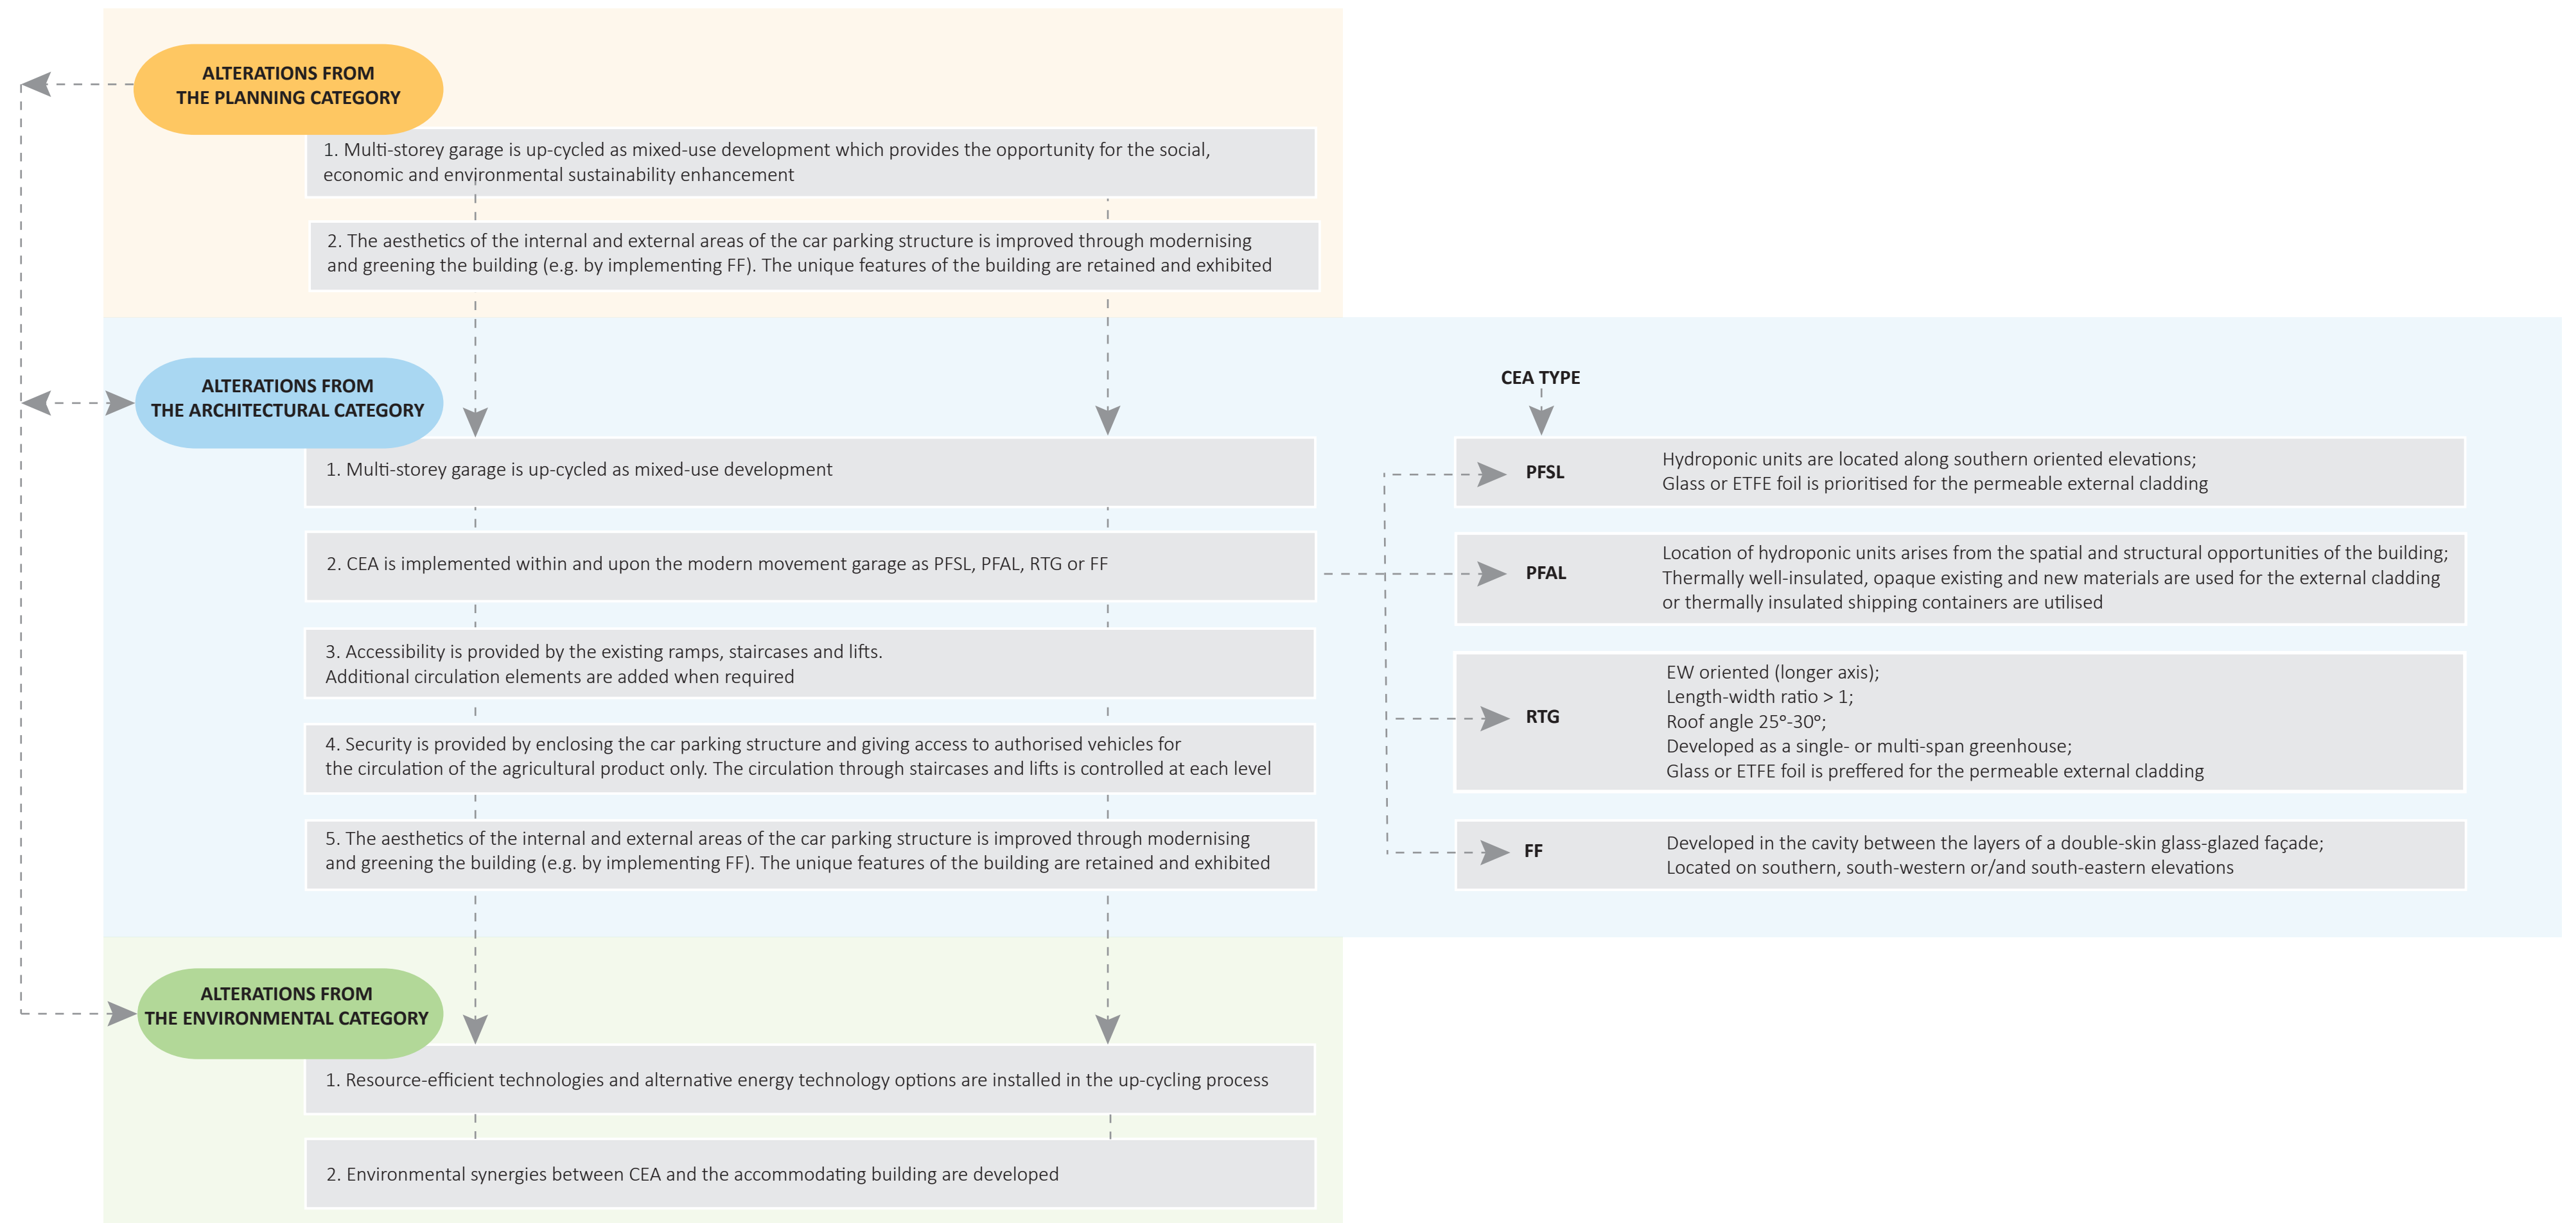 ALTERATIONS FROM
THE PLANNING CATEGORY
1. Multi-storey garage is up-cycled as mixed-use development which provides the opportunity for the social,
economic and environmental sustainability enhancement
2. The aesthetics of the internal and external areas of the car parking structure is improved through modernising
and greening the building (e.g. by implementing FF). The unique features of the building are retained and exhibited
ALTERATIONS FROM
THE ARCHITECTURAL CATEGORY
1. Multi-storey garage is up-cycled as mixed-use development
2. CEA is implemented within and upon the modern movement garage as PFSL, PFAL, RTG or FF
3. Accessibility is provided by the existing ramps, staircases and lifts.
Additional circulation elements are added when required
4. Security is provided by enclosing the car parking structure and giving access to authorised vehicles for
the circulation of the agricultural product only. The circulation through staircases and lifts is controlled at each level
5. The aesthetics of the internal and external areas of the car parking structure is improved through modernising
and greening the building (e.g. by implementing FF). The unique features of the building are retained and exhibited
CEA TYPE
PFSL
Hydroponic units are located along southern oriented elevations;
Glass or ETFE foil is prioritised for the permeable external cladding
PFAL
Location of hydroponic units arises from the spatial and structural opportunities of the building;
Thermally well-insulated, opaque existing and new materials are used for the external cladding
or thermally insulated shipping containers are utilised
RTG
EW oriented (longer axis);
Length-width ratio > 1;
Roof angle 25º-30º;
Developed as a single- or multi-span greenhouse;
Glass or ETFE foil is preffered for the permeable external cladding
FF
Developed in the cavity between the layers of a double-skin glass-glazed façade;
Located on southern, south-western or/and south-eastern elevations
ALTERATIONS FROM
THE ENVIRONMENTAL CATEGORY
1. Resource-efficient technologies and alternative energy technology options are installed in the up-cycling process
2. Environmental synergies between CEA and the accommodating building are developed